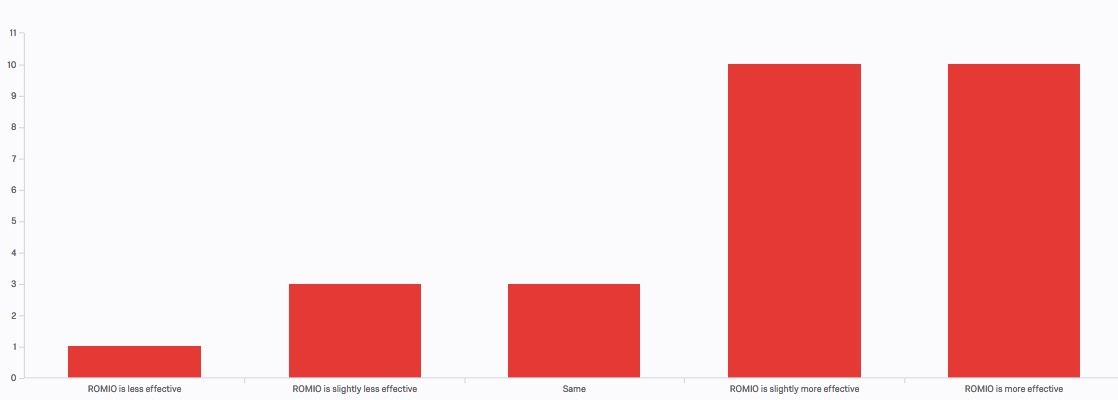 11
10
9
8
7
6
5
4
3
2
1
0
ROMIO is less effective
ROMIO is slightly less effective
Same
ROMIO is slightly more effective
ROMIO is more effective